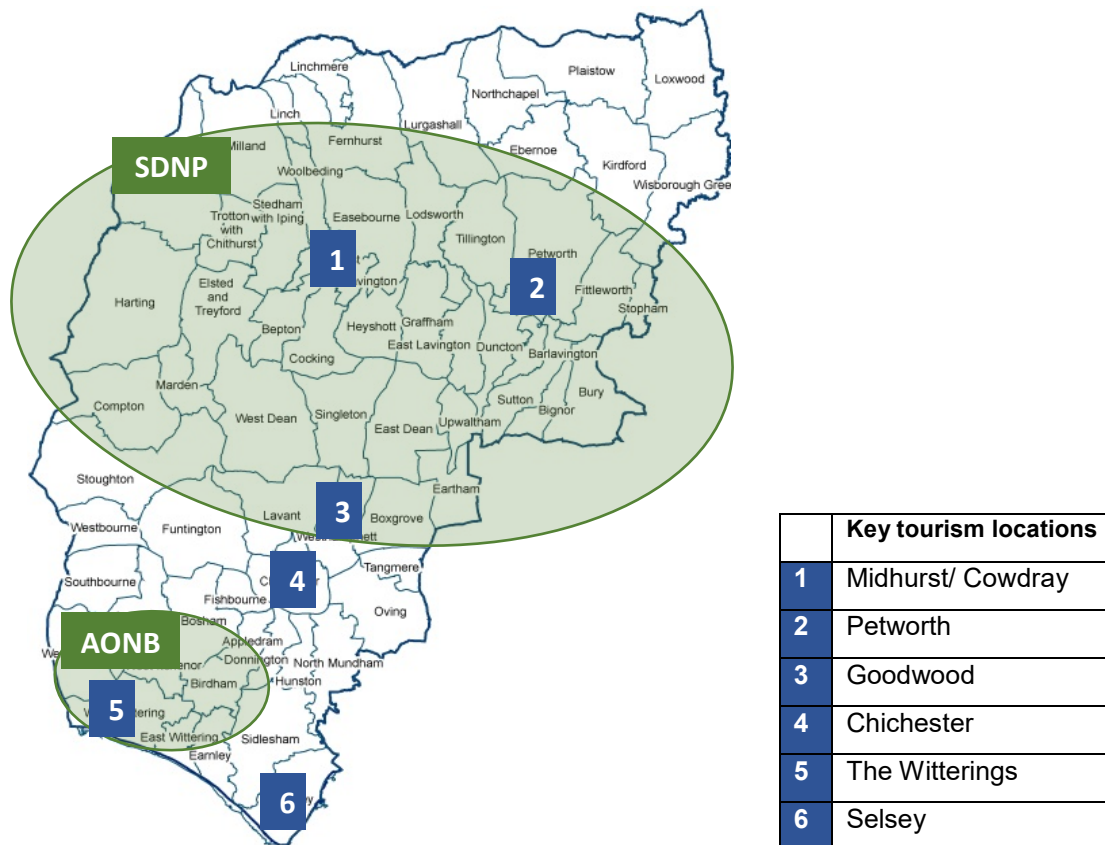 Linchmere
Plaistow
Loxwood
Northchapel
Linch
Lurgashall
SDNP
Milland
Fernhurst
Ebernoe
Kirdford
Woolbeding
Wisborough Gree
Stedham
with Iping
Trotton
with
Chithurst
Easebourne
Lodsworth
Tillington
Petworth
1
2
Harting
Elsted
and
Treyford
Fittleworth
Stopham
Bepton
Heyshott
Graffham
East Lavington
Duncton
Barlavington
Cocking
Marden
Compton
West Dean
Singleton
East Dean
Upwaltham
Sutton
Bignor
Bury
Stoughton
Eartham
Lavant
3
Boxgrove
Westbourne
Funtington
Tangmere
Southbourne
4
Fishbourne
Oving
AONB
Bosham
Appledram
Donnington
North Mundham
Hunston
Birdham
5
East Wittering
Earnley
Sidlesham
6
Key tourism locations
1 Midhurst/ Cowdray
2 Petworth
3 Goodwood
4 Chichester
5 The Witterings
6 Selsey